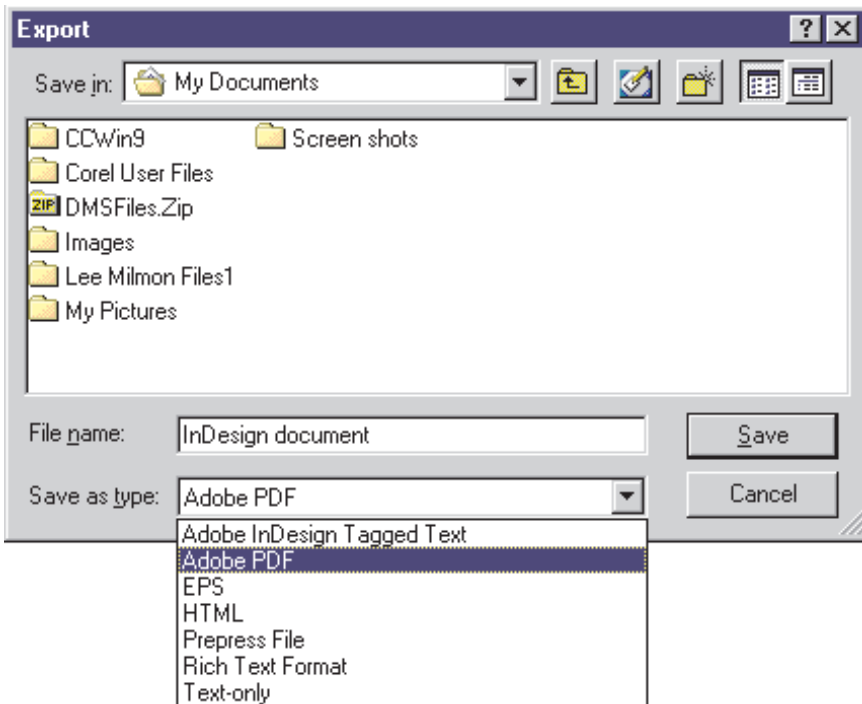 Export
Save in: My Documents
CCWin9 Screen shots
Corel User Files
ZIP DMSFiles.Zip
Images
Lee Milmon Files1
My Pictures
File name: InDesign document Save
Save as type: Adobe PDF Cancel
Adobe InDesign Tagged Text
Adobe PDF
EPS
HTML
Prepress File
Rich Text Format
Text-only